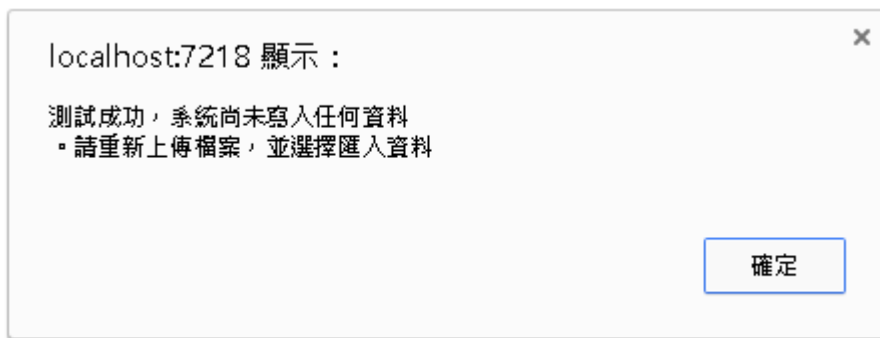 localhost:7218 顯示：
測試成功，系統尚未寫入任何資料
。請重新上傳檔案，並選擇匯入資料
確定